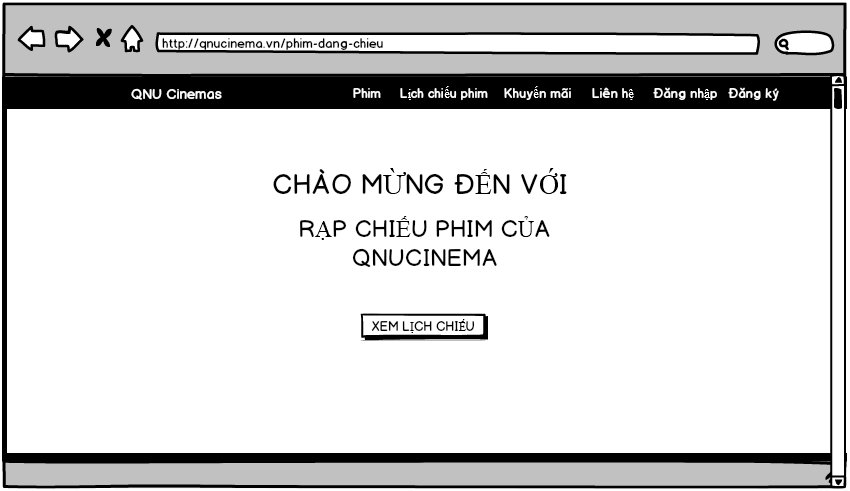 http://qnucinema.vn/phim-dang-chieu
QNU Cinemas Phim Lịch chiếu phim Khuyến mãi Liên hệ Đăng nhập Đăng ký
CHÀO MỪNG ĐẾN VỚI
RẠP CHIẾU PHIM CỦA
QNUCINEMA
XEM LỊCH CHIẾU